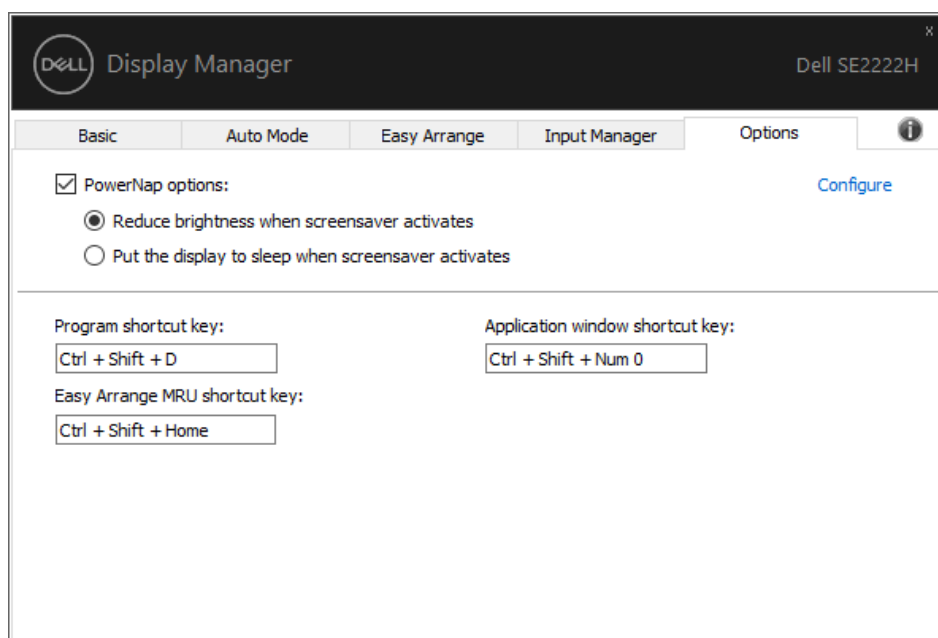 x
DELL Display Manager
Dell SE2222H
Basic
Auto Mode
Easy Arrange
Input Manager
Options
i
PowerNap options:
Configure
Reduce brightness when screensaver activates
Put the display to sleep when screensaver activates
Program shortcut key:
Application window shortcut key:
Ctrl + Shift + D
Ctrl + Shift + Num 0
Easy Arrange MRU shortcut key:
Ctrl + Shift + Home